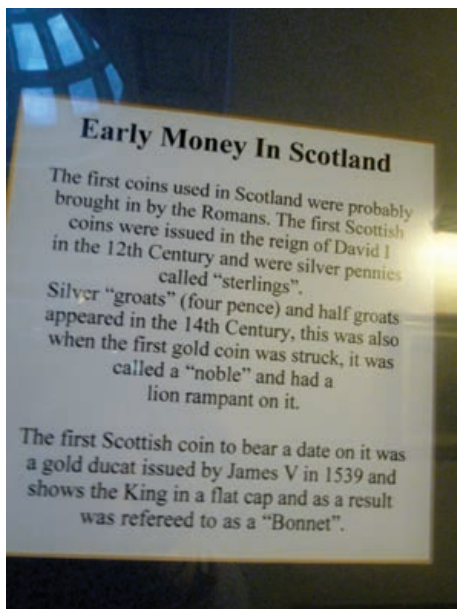 Early Money In Scotland
The first coins used in Scotland were probably
brought in by the Romans. The first Scottish
coins were issued in the reign of David I
in the 12th Century and were silver pennies
called “sterlings”.
Silver “groats” (four pence) and half groats
appeared in the 14th Century, this was also
when the first gold coin was struck, it was
called a “noble” and had a
lion rampant on it.
The first Scottish coin to bear a date on it was
a gold ducat issued by James V in 1539 and
shows the King in a flat cap and as a result
was refereed to as a “Bonnet”.